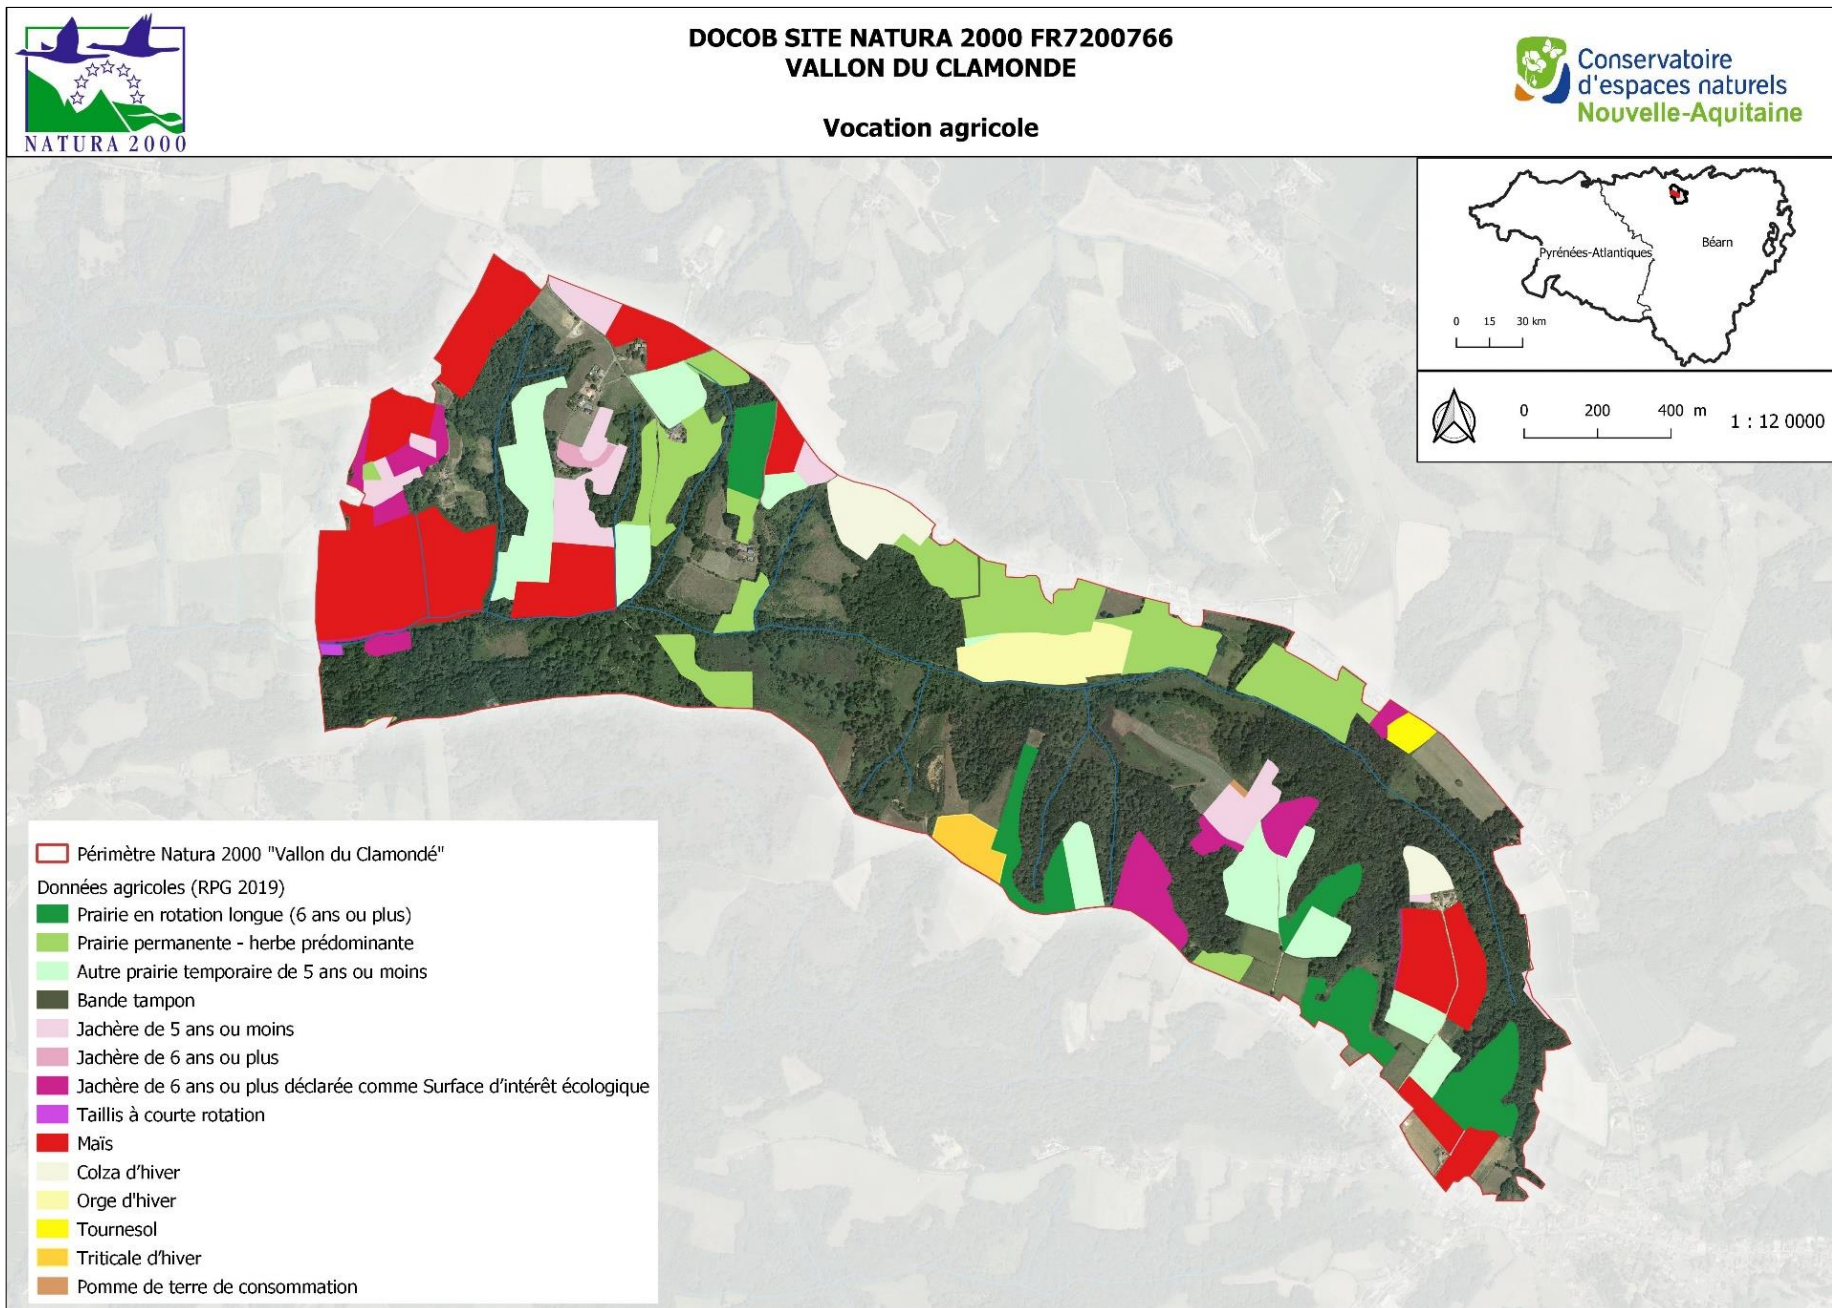 NATURA 2000
DOCOB SITE NATURA 2000 FR7200766
VALLON DU CLAMONDE
Vocation agricole
Conservatoire
d'espaces naturels
Nouvelle-Aquitaine
Pyrénées-Atlantiques
Béarn
0 15 30 km
0 200 400 m 1 : 12 0000
Périmètre Natura 2000 "Vallon du Clamondé"
Données agricoles (RPG 2019)
Prairie en rotation longue (6 ans ou plus)
Prairie permanente - herbe prédominante
Autre prairie temporaire de 5 ans ou moins
Bande tampon
Jachère de 5 ans ou moins
Jachère de 6 ans ou plus
Jachère de 6 ans ou plus déclarée comme Surface d'intérêt écologique
Taillis à courte rotation
Maïs
Colza d'hiver
Orge d'hiver
Tournesol
Triticale d'hiver
Pomme de terre de consommation